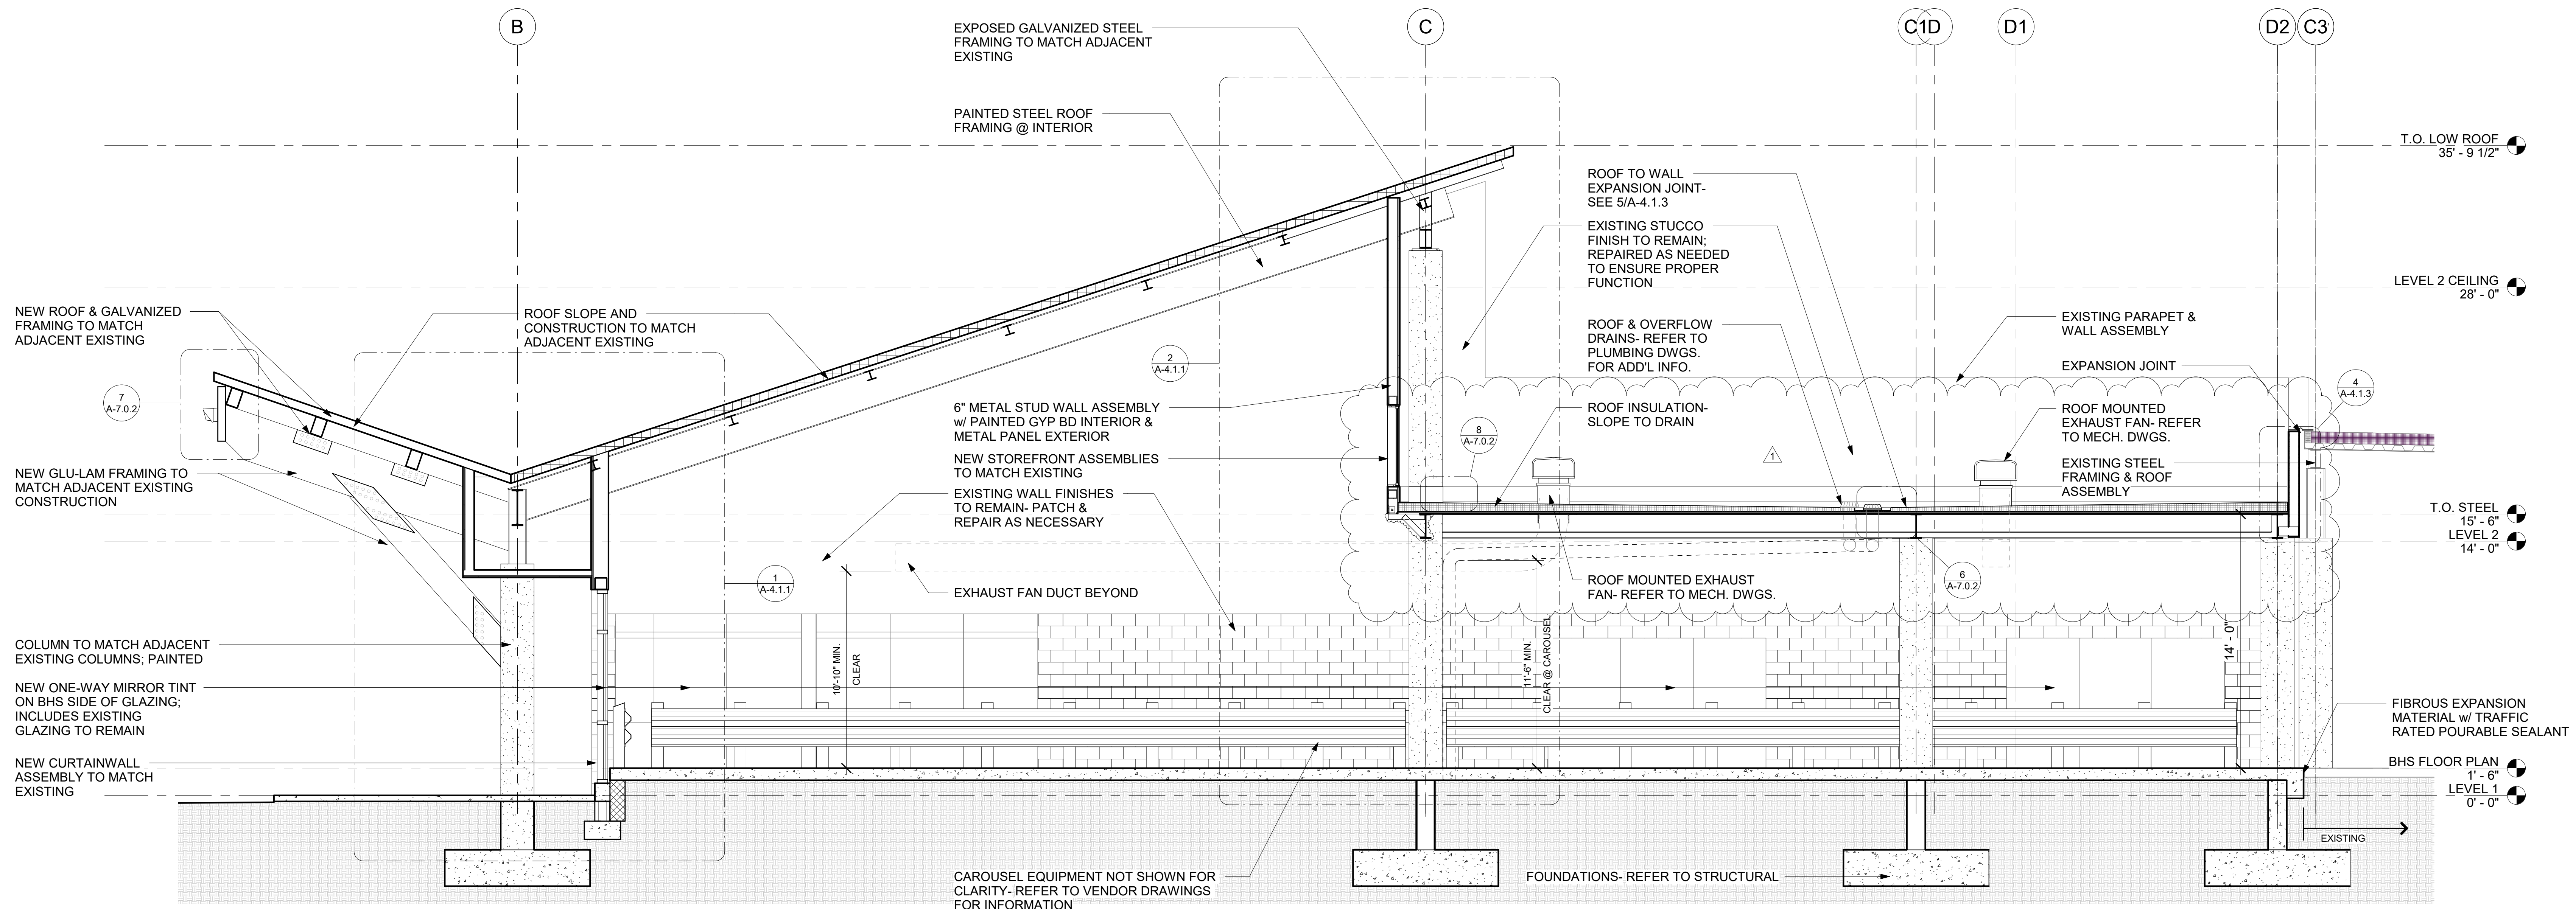 B
C
C1
D
D1
D2
C3
EXPOSED GALVANIZED STEEL
FRAMING TO MATCH ADJACENT
EXISTING
PAINTED STEEL ROOF
FRAMING @ INTERIOR
T.O. LOW ROOF
35' - 9 1/2"
ROOF TO WALL
EXPANSION JOINT-
SEE 5/A-4.1.3
EXISTING STUCCO
FINISH TO REMAIN;
REPAIRED AS NEEDED
TO ENSURE PROPER
FUNCTION
LEVEL 2 CEILING
28' - 0"
NEW ROOF & GALVANIZED
FRAMING TO MATCH
ADJACENT EXISTING
ROOF SLOPE AND
CONSTRUCTION TO MATCH
ADJACENT EXISTING
ROOF & OVERFLOW
DRAINS- REFER TO
PLUMBING DWGS.
FOR ADD'L INFO.
EXISTING PARAPET &
WALL ASSEMBLY
EXPANSION JOINT
2
A-4.1.1
7
A-7.0.2
4
A-4.1.3
6" METAL STUD WALL ASSEMBLY
w/ PAINTED GYP BD INTERIOR &
METAL PANEL EXTERIOR
ROOF INSULATION-
SLOPE TO DRAIN
ROOF MOUNTED
EXHAUST FAN- REFER
TO MECH. DWGS.
8
A-7.0.2
1
NEW STOREFRONT ASSEMBLIES
TO MATCH EXISTING
EXISTING STEEL
FRAMING & ROOF
ASSEMBLY
NEW GLU-LAM FRAMING TO
MATCH ADJACENT EXISTING
CONSTRUCTION
EXISTING WALL FINISHES
TO REMAIN- PATCH &
REPAIR AS NECESSARY
T.O. STEEL
15' - 6"
LEVEL 2
14' - 0"
1
A-4.1.1
EXHAUST FAN DUCT BEYOND
ROOF MOUNTED EXHAUST
FAN- REFER TO MECH. DWGS.
6
A-7.0.2
COLUMN TO MATCH ADJACENT
EXISTING COLUMNS; PAINTED
10'-10" MIN.
CLEAR
11'-6" MIN.
CLEAR @ CAROUSEL
14' - 0"
NEW ONE-WAY MIRROR TINT
ON BHS SIDE OF GLAZING;
INCLUDES EXISTING
GLAZING TO REMAIN
FIBROUS EXPANSION
MATERIAL w/ TRAFFIC
RATED POURABLE SEALANT
NEW CURTAINWALL
ASSEMBLY TO MATCH
EXISTING
BHS FLOOR PLAN
1' - 6"
LEVEL 1
0' - 0"
EXISTING
CAROUSEL EQUIPMENT NOT SHOWN FOR
CLARITY- REFER TO VENDOR DRAWINGS
FOR INFORMATION
FOUNDATIONS- REFER TO STRUCTURAL